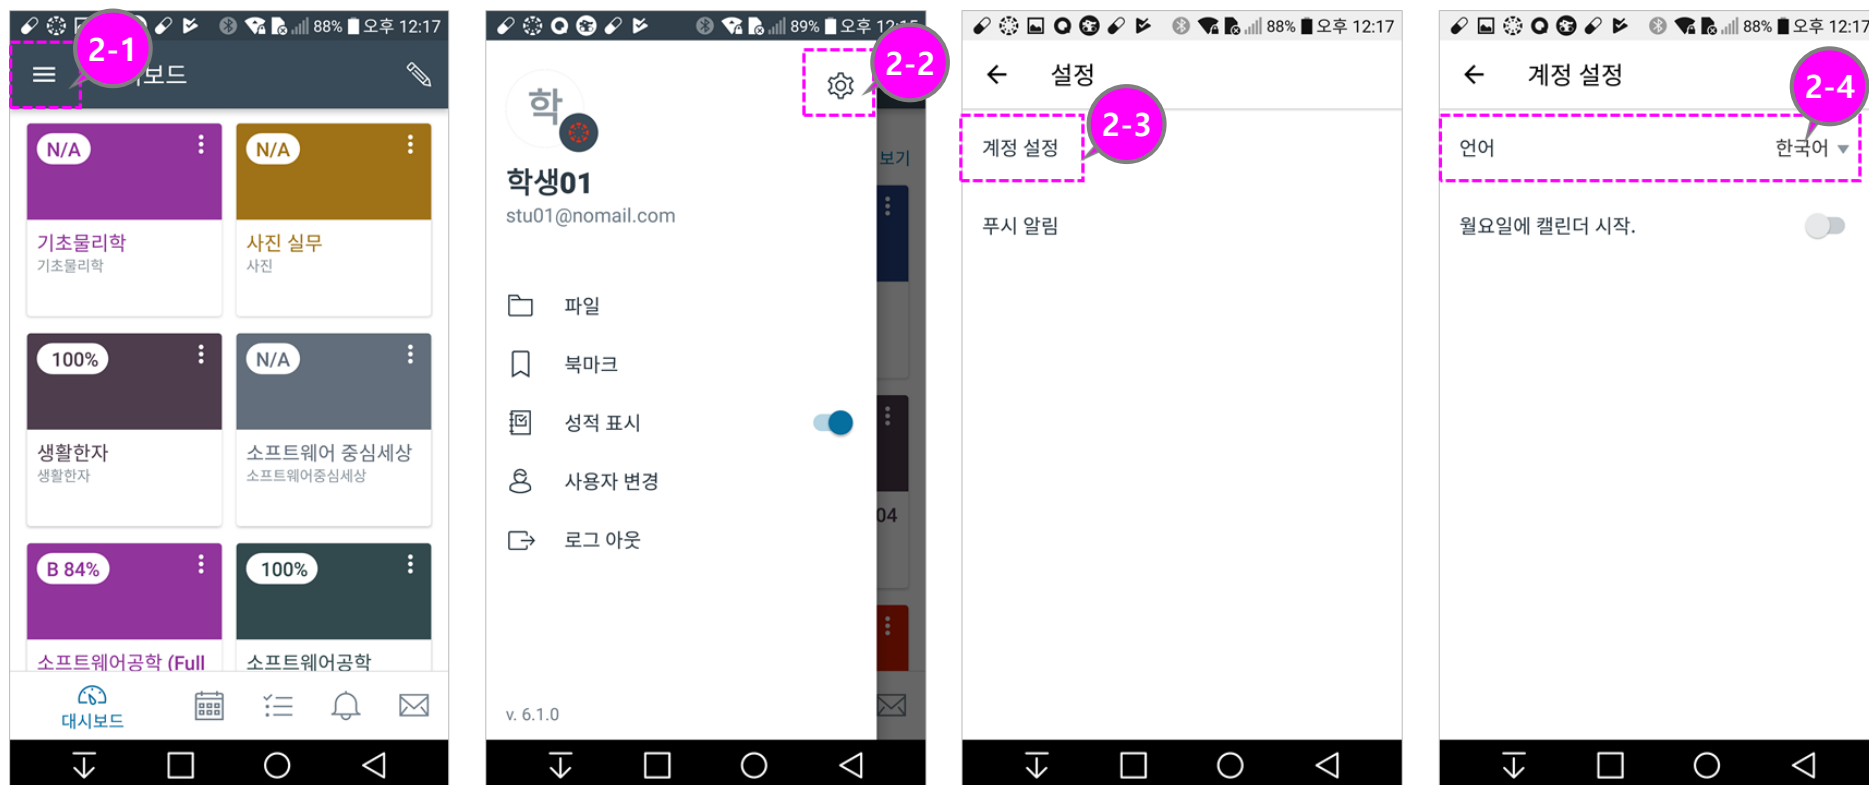 88% 오후 12:17
2-1
보드
N/A
N/A
기초물리학
기초물리학
사진 실무
사진
100%
N/A
생활한자
생활한자
소프트웨어 중심세상
소프트웨어중심세상
B 84%
100%
소프트웨어공학 (Full
소프트웨어공학
대시보드
89% 오후 12:15
2-2
학
보기
학생01
stu01@nomail.com
파일
북마크
성적 표시
사용자 변경
04
로그 아웃
v. 6.1.0
88% 오후 12:17
설정
2-3
계정 설정
푸시 알림
88% 오후 12:17
계정 설정
2-4
언어 한국어
월요일에 캘린더 시작.